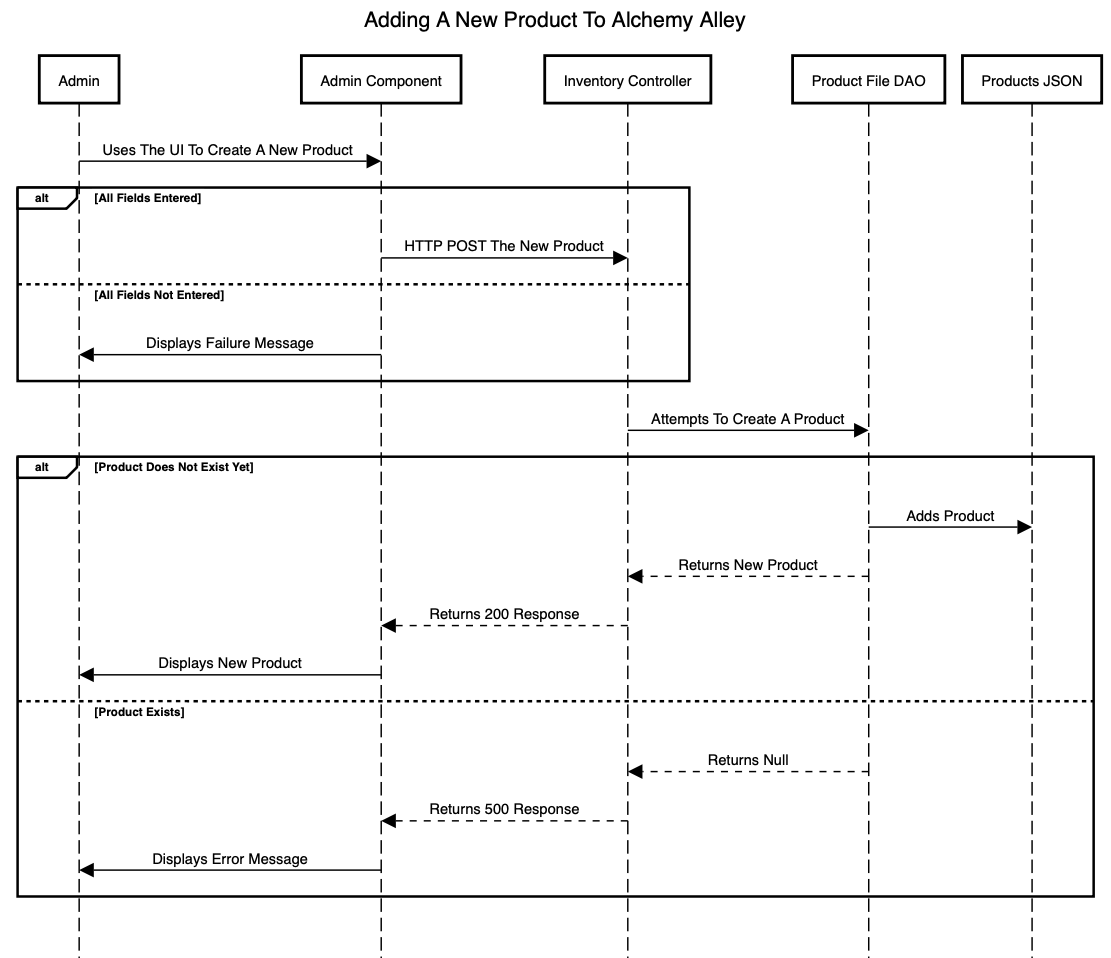 Adding A New Product To Alchemy Alley
Admin
Admin Component
Inventory Controller
Product File DAO
Products JSON
Uses The UI To Create A New Product
alt
[All Fields Entered]
HTTP POST The New Product
[All Fields Not Entered]
Displays Failure Message
Attempts To Create A Product
alt
[Product Does Not Exist Yet]
Adds Product
Returns New Product
Returns 200 Response
Displays New Product
[Product Exists]
Returns Null
Returns 500 Response
Displays Error Message